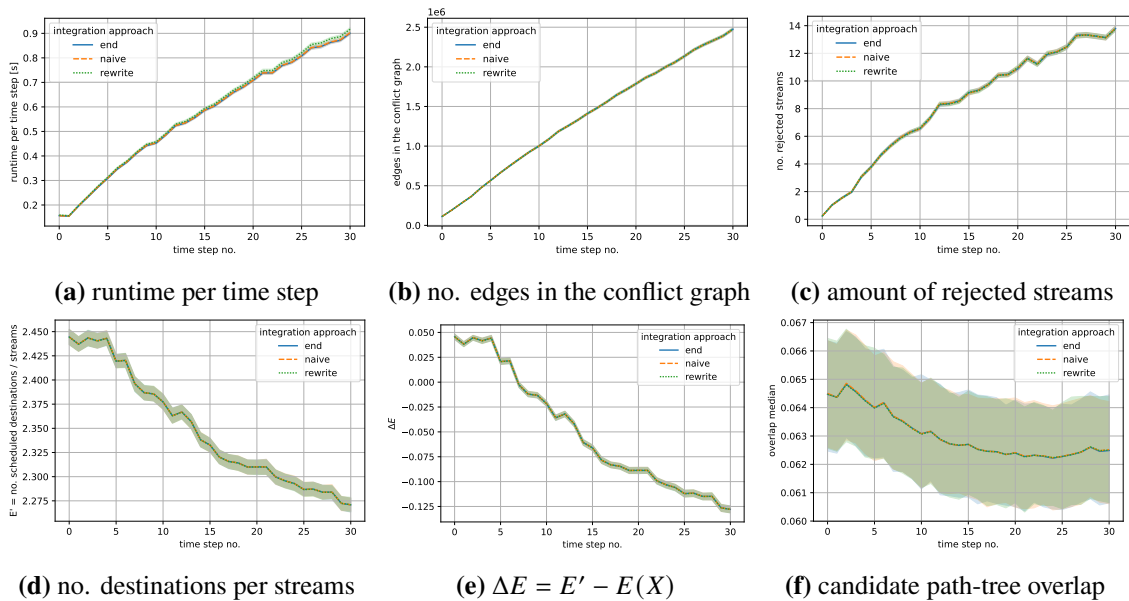 integration approach
end
naive
rewrite
runtime per time step [s]
0.9
0.8
0.7
0.6
0.5
0.4
0.3
0.2
0 5 10 15 20 25 30
time step no.
(a) runtime per time step
1e6
integration approach
end
naive
rewrite
edges in the conflict graph
2.5
2.0
1.5
1.0
0.5
0.0
0 5 10 15 20 25 30
time step no.
(b) no. edges in the conflict graph
integration approach
end
naive
rewrite
no. rejected streams
14
12
10
8
6
4
2
0
0 5 10 15 20 25 30
time step no.
(c) amount of rejected streams
integration approach
end
naive
rewrite
E' = no. scheduled destinations / streams
2.450
2.425
2.400
2.375
2.350
2.325
2.300
2.275
0 5 10 15 20 25 30
time step no.
(d) no. destinations per streams
integration approach
end
naive
rewrite
ΔE
0.050
0.025
0.000
−0.025
−0.050
−0.075
−0.100
−0.125
0 5 10 15 20 25 30
time step no.
(e) ΔE = E′ − E(X)
integration approach
end
naive
rewrite
overlap median
0.067
0.066
0.065
0.064
0.063
0.062
0.061
0.060
0 5 10 15 20 25 30
time step no.
(f) candidate path-tree overlap